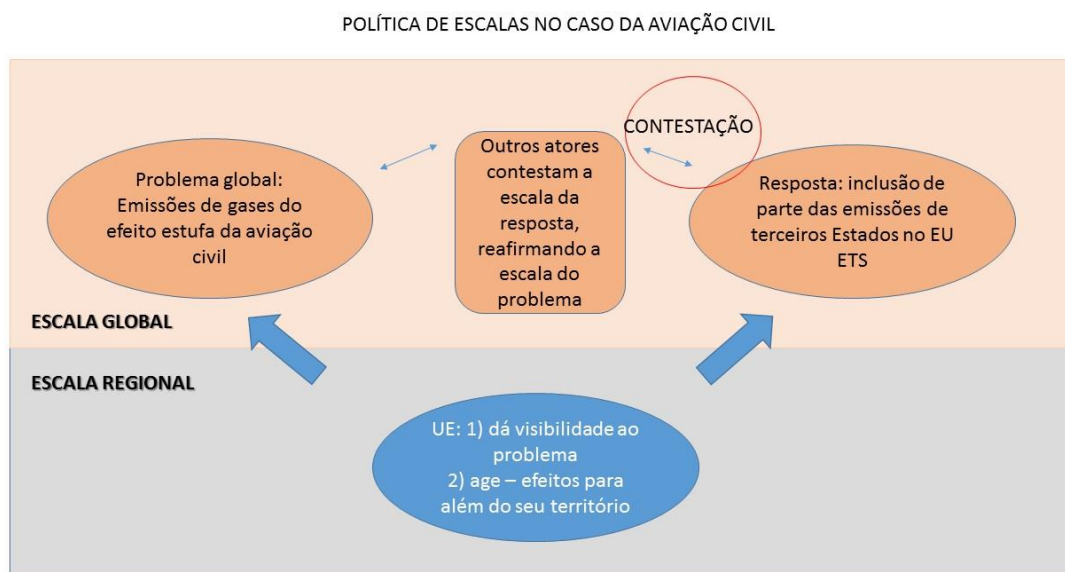 POLÍTICA DE ESCALAS NO CASO DA AVIAÇÃO CIVIL
Problema global:
Emissões de gases do
efeito estufa da aviação
civil
Outros atores
contestam a
escala da
resposta,
reafirmando a
escala do
problema
CONTESTAÇÃO
Resposta: inclusão de
parte das emissões de
terceiros Estados no EU
ETS
ESCALA GLOBAL
ESCALA REGIONAL
UE: 1) dá visibilidade ao
problema
2) age – efeitos para
além do seu território